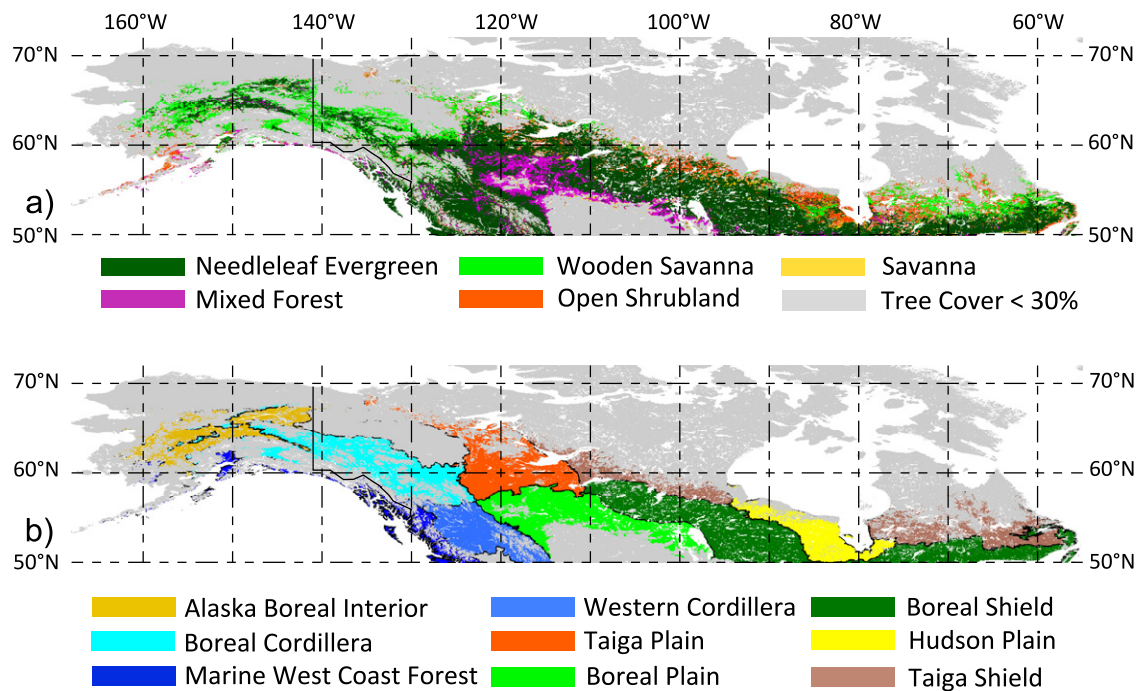 160°W 140°W 120°W 100°W 80°W 60°W
70°N 70°N
60°N 60°N
a)
50°N 50°N
Needleleaf Evergreen Wooden Savanna Savanna
Mixed Forest Open Shrubland Tree Cover < 30%
70°N 70°N
60°N 60°N
b)
50°N 50°N
Alaska Boreal Interior Western Cordillera Boreal Shield
Boreal Cordillera Taiga Plain Hudson Plain
Marine West Coast Forest Boreal Plain Taiga Shield